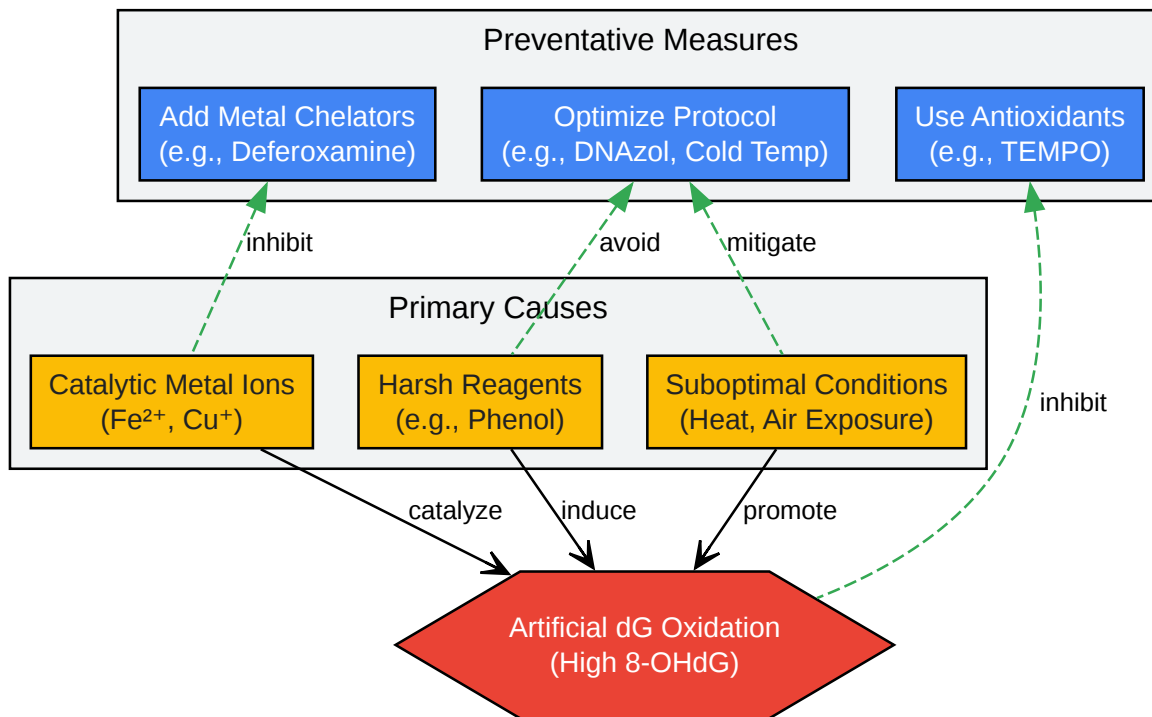 Preventative Measures
Add Metal Chelators
(e.g., Deferoxamine)
Optimize Protocol
(e.g., DNAzol, Cold Temp)
Use Antioxidants
(e.g., TEMPO)
inhibit
avoid
mitigate
Primary Causes
Catalytic Metal Ions
(Fe²⁺, Cu⁺)
Harsh Reagents
(e.g., Phenol)
Suboptimal Conditions
(Heat, Air Exposure)
inhibit
catalyze
induce
promote
Artificial dG Oxidation
(High 8-OHdG)